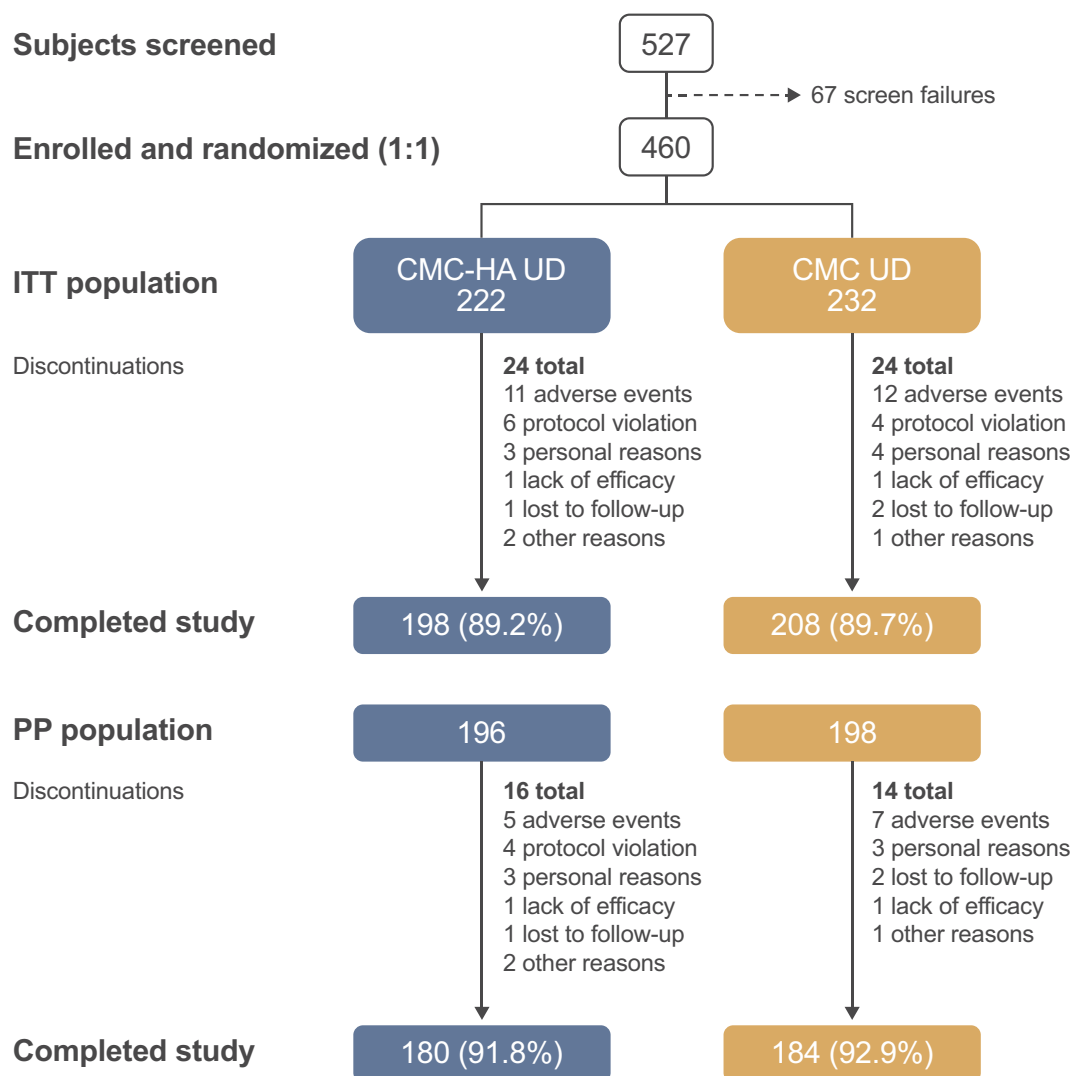 Subjects screened
527
67 screen failures
Enrolled and randomized (1:1)
460
ITT population
CMC-HA UD
222
CMC UD
232
Discontinuations
24 total
11 adverse events
6 protocol violation
3 personal reasons
1 lack of efficacy
1 lost to follow-up
2 other reasons
24 total
12 adverse events
4 protocol violation
4 personal reasons
1 lack of efficacy
2 lost to follow-up
1 other reasons
Completed study
198 (89.2%)
208 (89.7%)
PP population
196
198
Discontinuations
16 total
5 adverse events
4 protocol violation
3 personal reasons
1 lack of efficacy
1 lost to follow-up
2 other reasons
14 total
7 adverse events
3 personal reasons
2 lost to follow-up
1 lack of efficacy
1 other reasons
Completed study
180 (91.8%)
184 (92.9%)